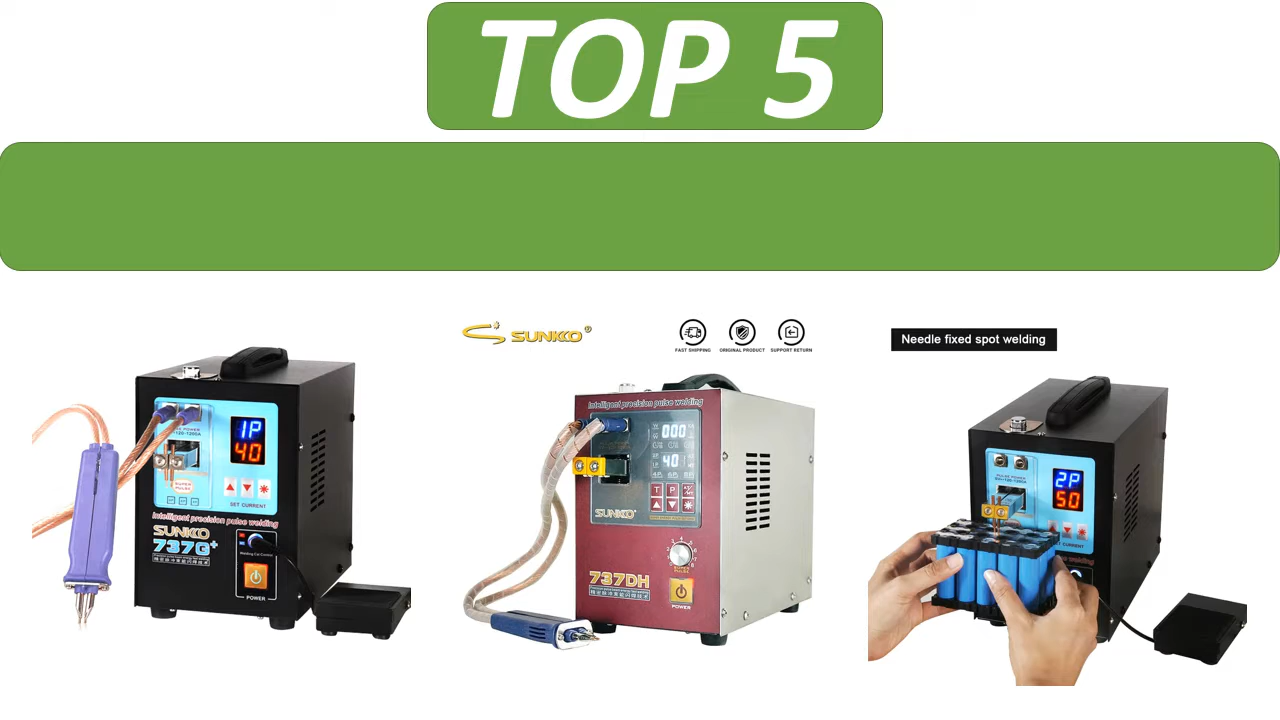 TOP 5
SUNKKO®
FAST SHIPPING
ORIGINAL PRODUCT
SUPPORT RETURN
Needle fixed spot welding
1P
40
SET CURRENT
Intelligent precision pulse welding
SUNKKO
737G+
POWER
Intelligent precision pulse welding
000
40
T P
SUNKKO
737DH
POWER
2P
50
CURRENT
welding